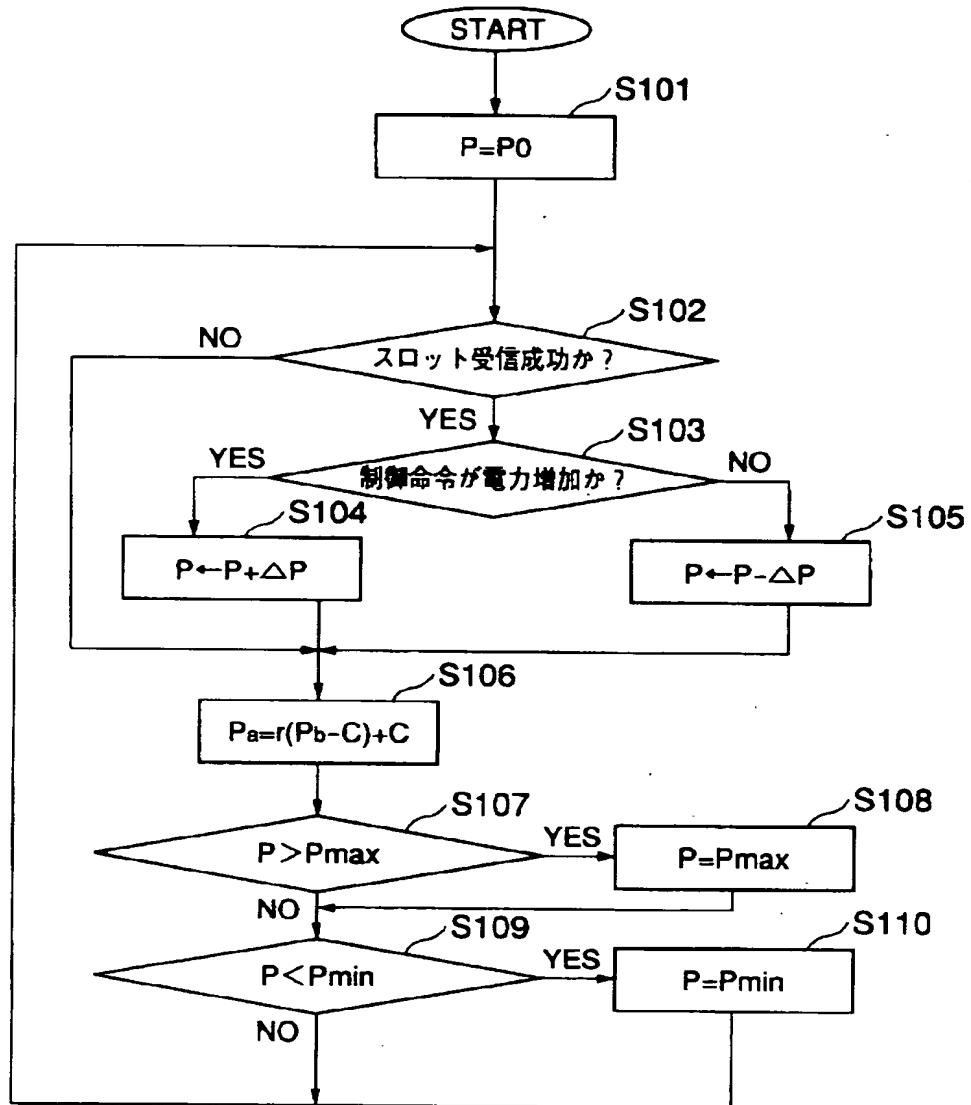 START
S101
P=P0
S102
NO
スロット受信成功か?
YES
S103
YES
制御命令が電力増加か?
NO
S104
P←P+△P
S105
P←P-△P
S106
Pa=r(Pb-C)+C
S107
P>Pmax
YES
S108
P=Pmax
NO
S109
P<Pmin
YES
S110
P=Pmin
NO